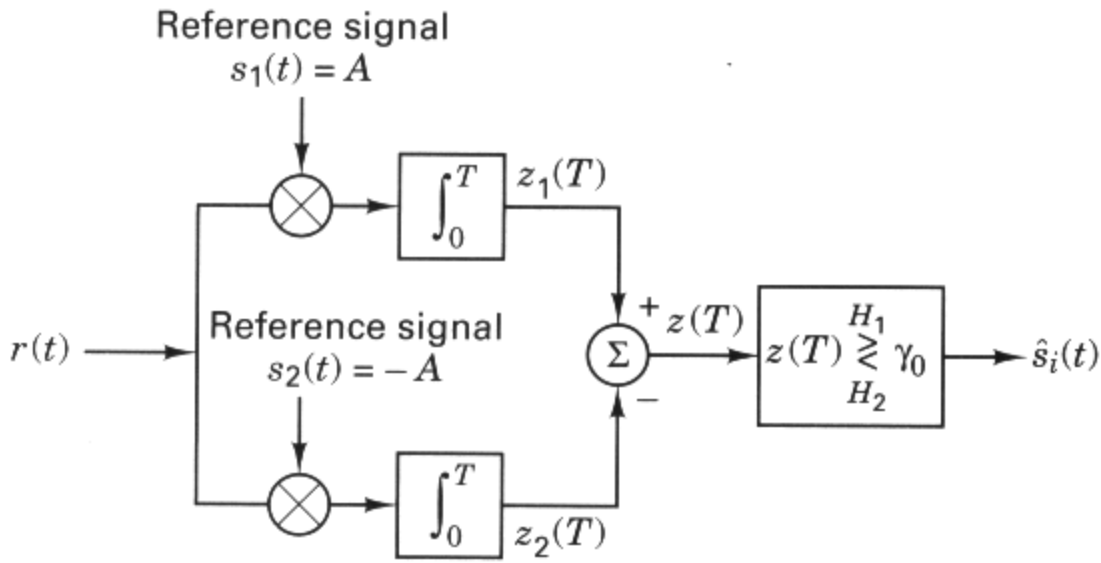 Reference signal
s₁(t) = A
∫₀ᵀ
z₁(T)
r(t)
Reference signal
s₂(t) = −A
∫₀ᵀ
z₂(T)
+
Σ
−
z(T)
H₁
z(T) ≷ γ₀
H₂
ŝᵢ(t)